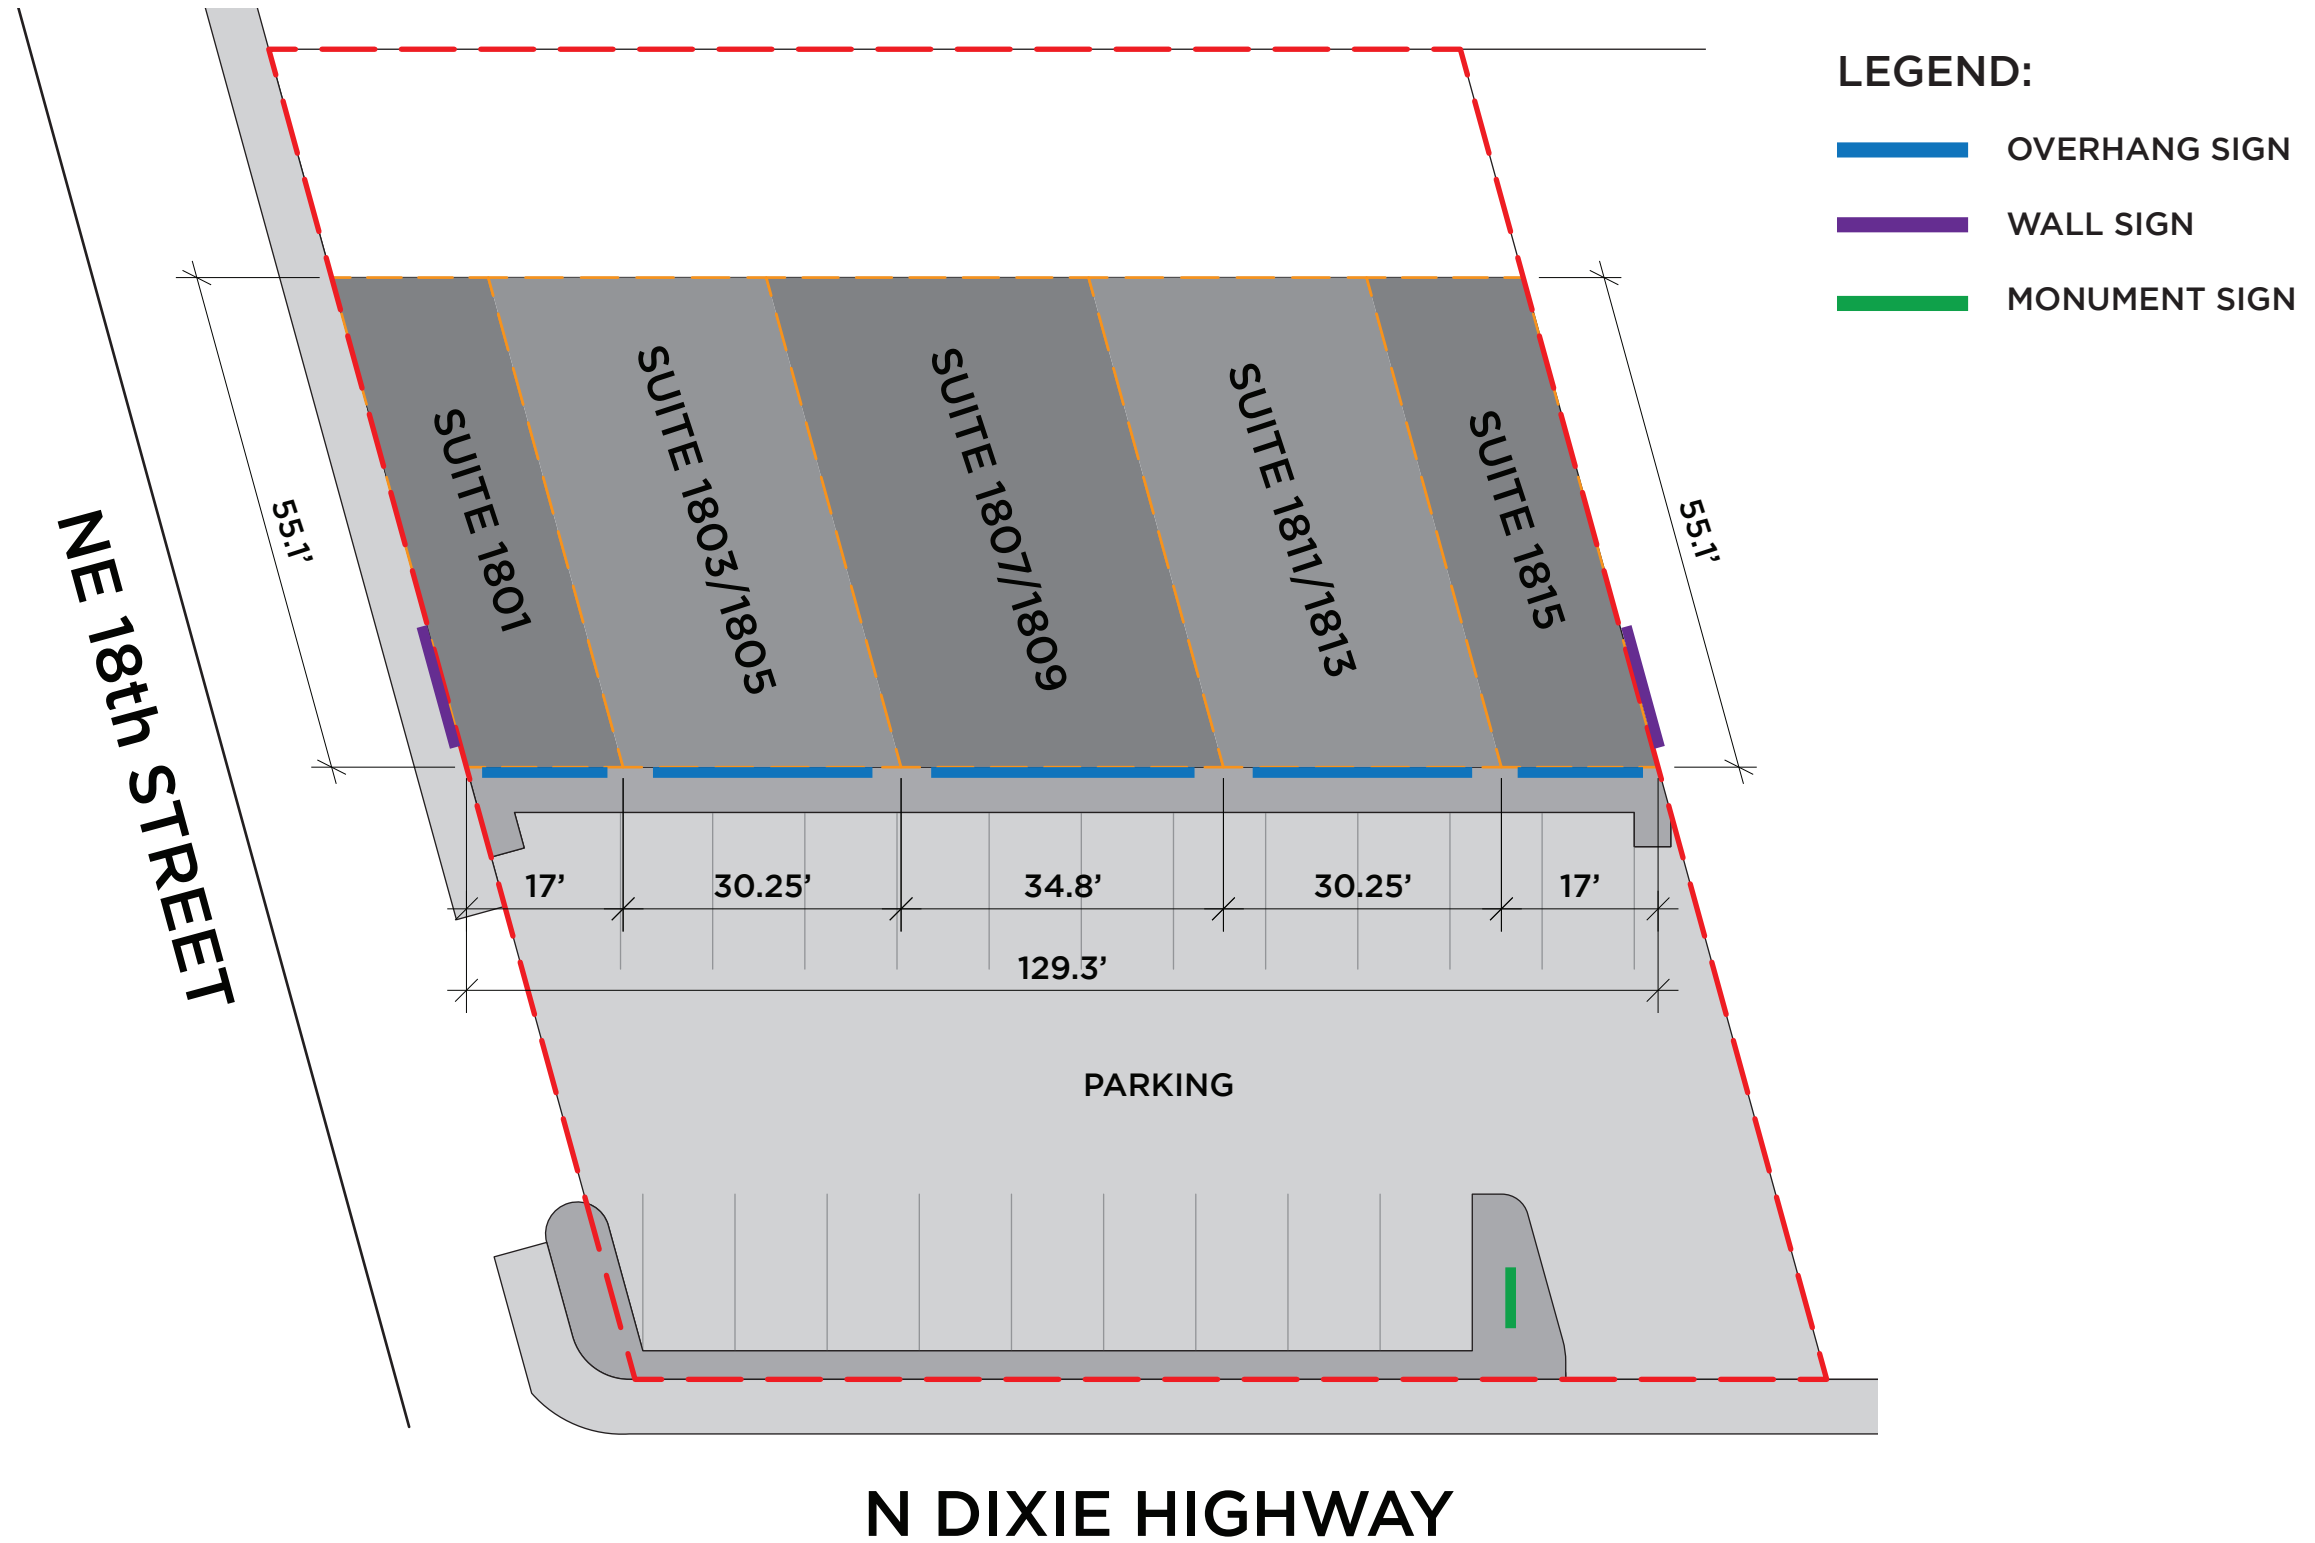 LEGEND:
OVERHANG SIGN
WALL SIGN
MONUMENT SIGN
SUITE 1801
SUITE 1803/1805
SUITE 1807/1809
SUITE 1811/1813
SUITE 1815
55.1’
55.1’
NE 18th STREET
17’
30.25’
34.8’
30.25’
17’
129.3’
PARKING
N DIXIE HIGHWAY